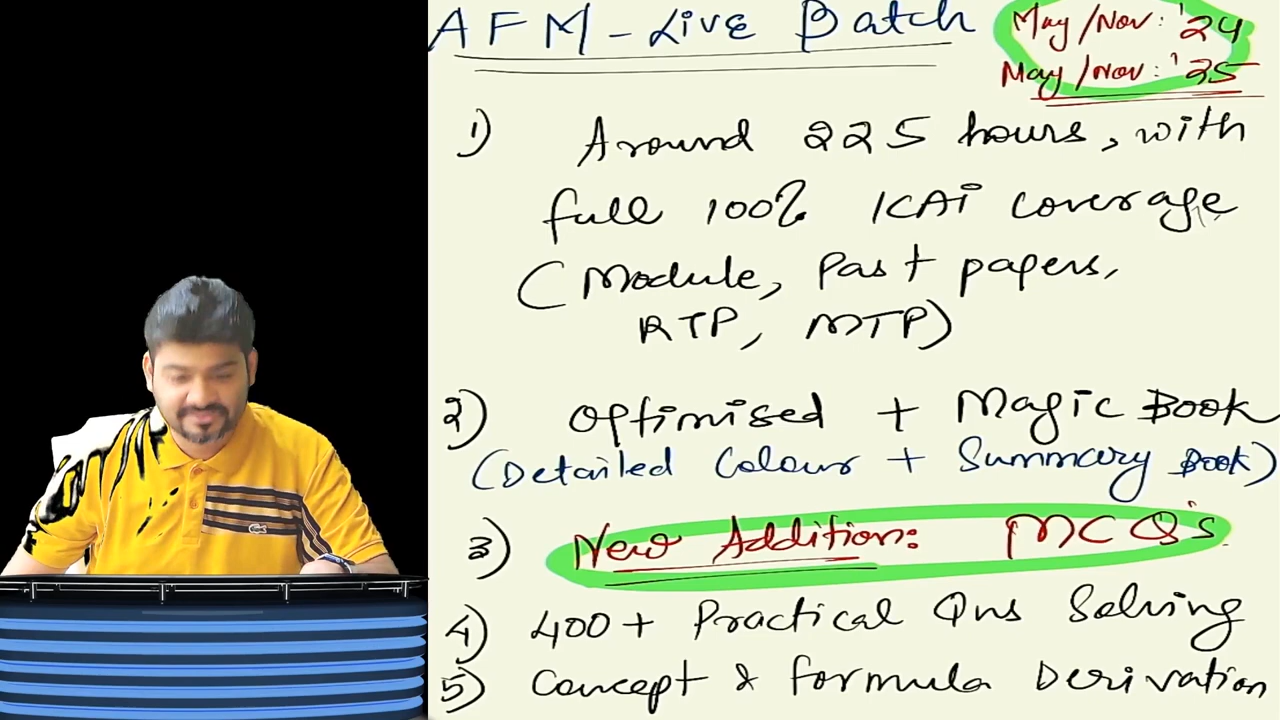 AFM - Live Batch
May/Nov: '24
May/Nov: '25
1) Around 225 hours, with
full 100% ICAI coverage
(Module, Past papers,
RTP, MTP)
2) Optimised + Magic Book
(Detailed Colour + Summary Book)
3) New Addition: MCQ's
4) 400+ Practical Qns Solving
5) Concept & formula Derivation